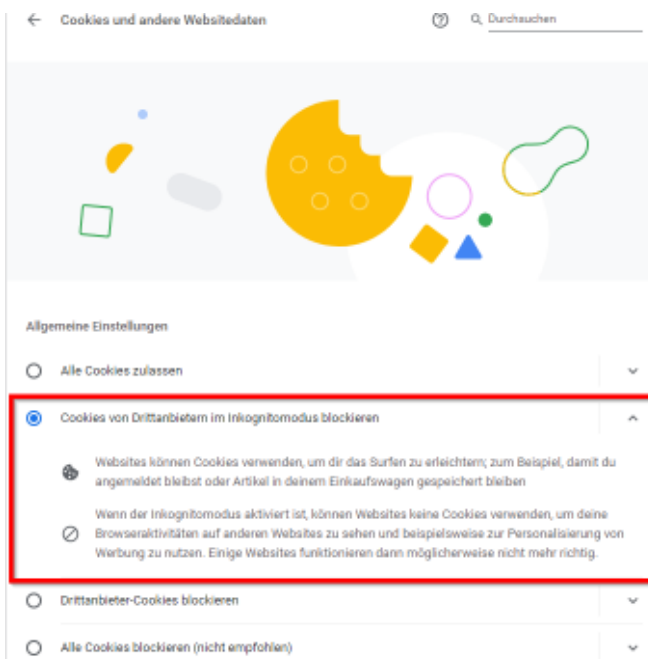 Cookies und andere Websitedaten
Durchsuchen
Allgemeine Einstellungen
Alle Cookies zulassen
Cookies von Drittanbietern im Inkognitomodus blockieren
Websites können Cookies verwenden, um dir das Surfen zu erleichtern; zum Beispiel, damit du
angemeldet bleibst oder Artikel in deinem Einkaufswagen gespeichert bleiben
Wenn der Inkognitomodus aktiviert ist, können Websites keine Cookies verwenden, um deine
Browseraktivitäten auf anderen Websites zu sehen und beispielsweise zur Personalisierung von
Werbung zu nutzen. Einige Websites funktionieren dann möglicherweise nicht mehr richtig.
Drittanbieter-Cookies blockieren
Alle Cookies blockieren (nicht empfohlen)